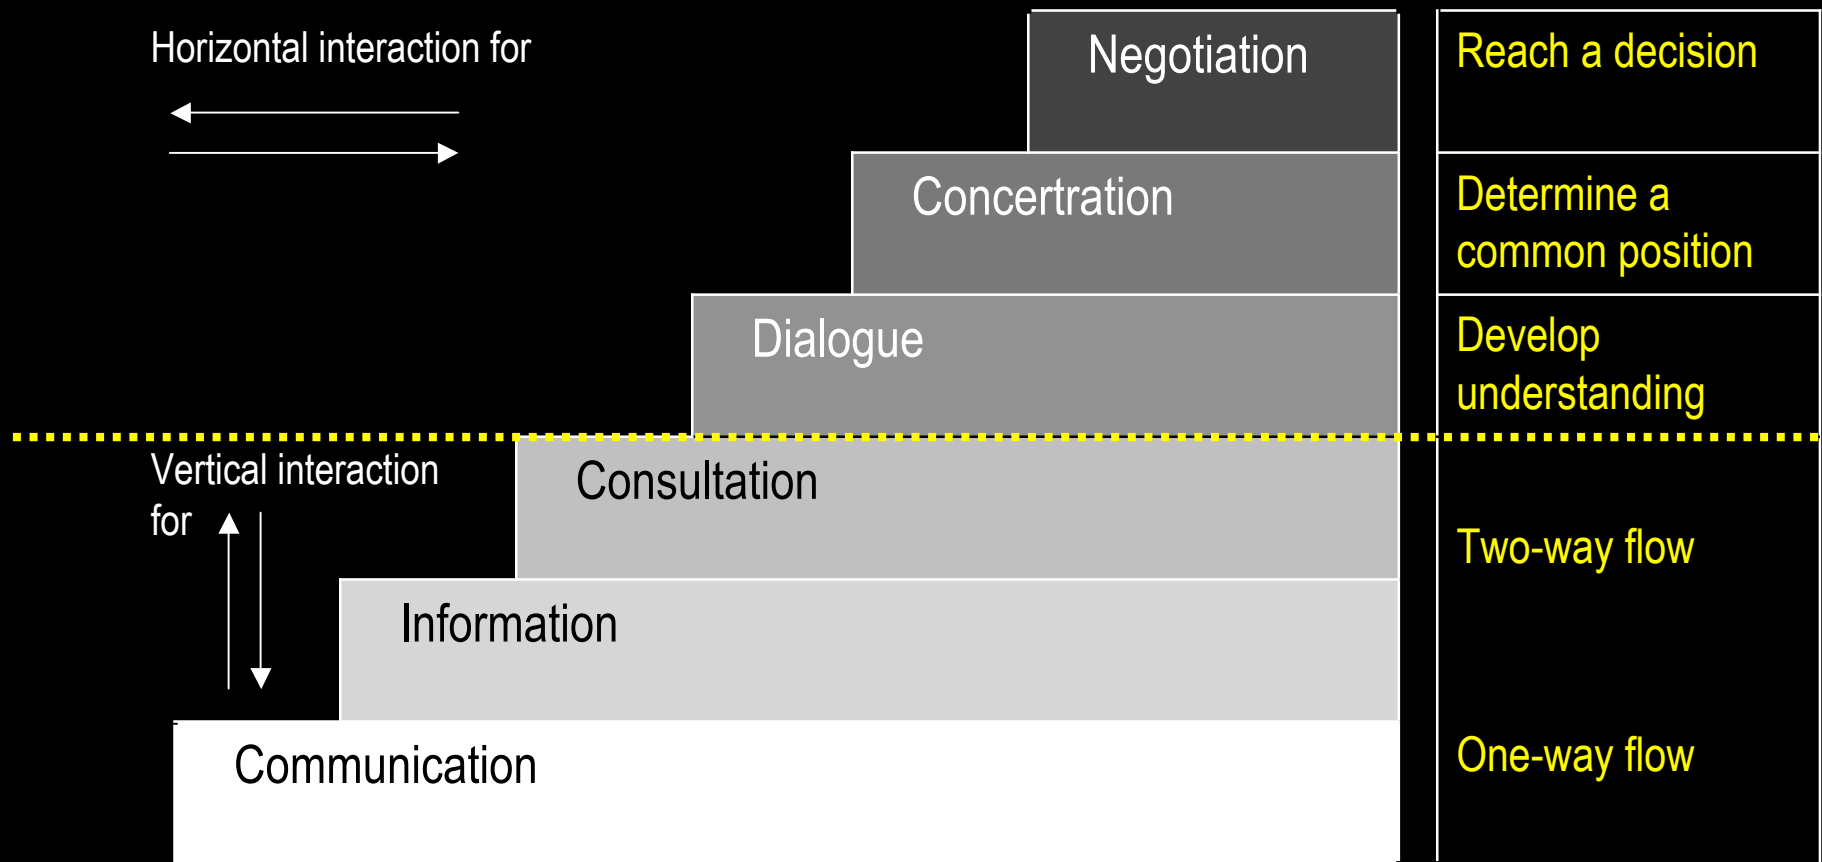 Horizontal interaction for
Negotiation
Reach a decision
Concertration
Determine a
common position
Dialogue
Develop
understanding
Vertical interaction
for
Consultation
Two-way flow
Information
Communication
One-way flow